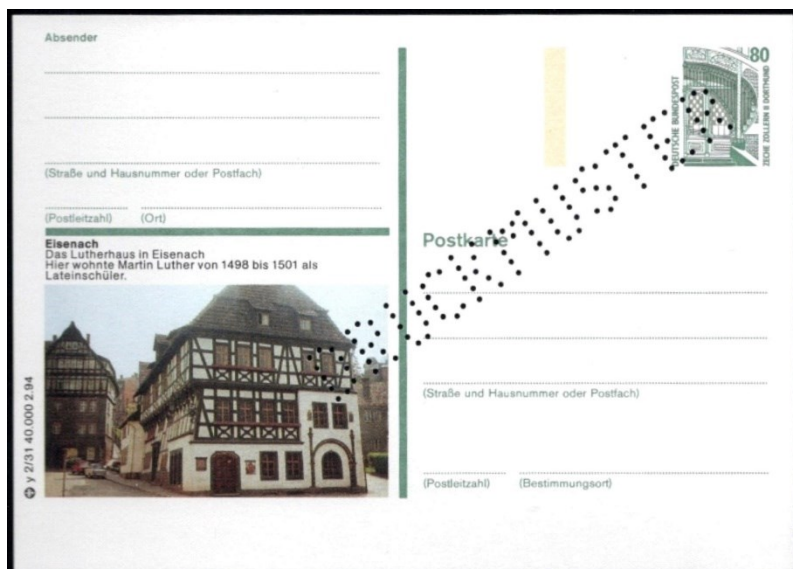 Absender
(Straße und Hausnummer oder Postfach)
(Postleitzahl) (Ort)
Eisenach
Das Lutherhaus in Eisenach
Hier wohnte Martin Luther von 1498 bis 1501 als
Lateinschüler.
y 2/31 40.000 2.94
80
DEUTSCHE BUNDESPOST
ZECHE ZOLLERN II DORTMUND
DRUCKMUSTER
Postkarte
(Straße und Hausnummer oder Postfach)
(Postleitzahl) (Bestimmungsort)